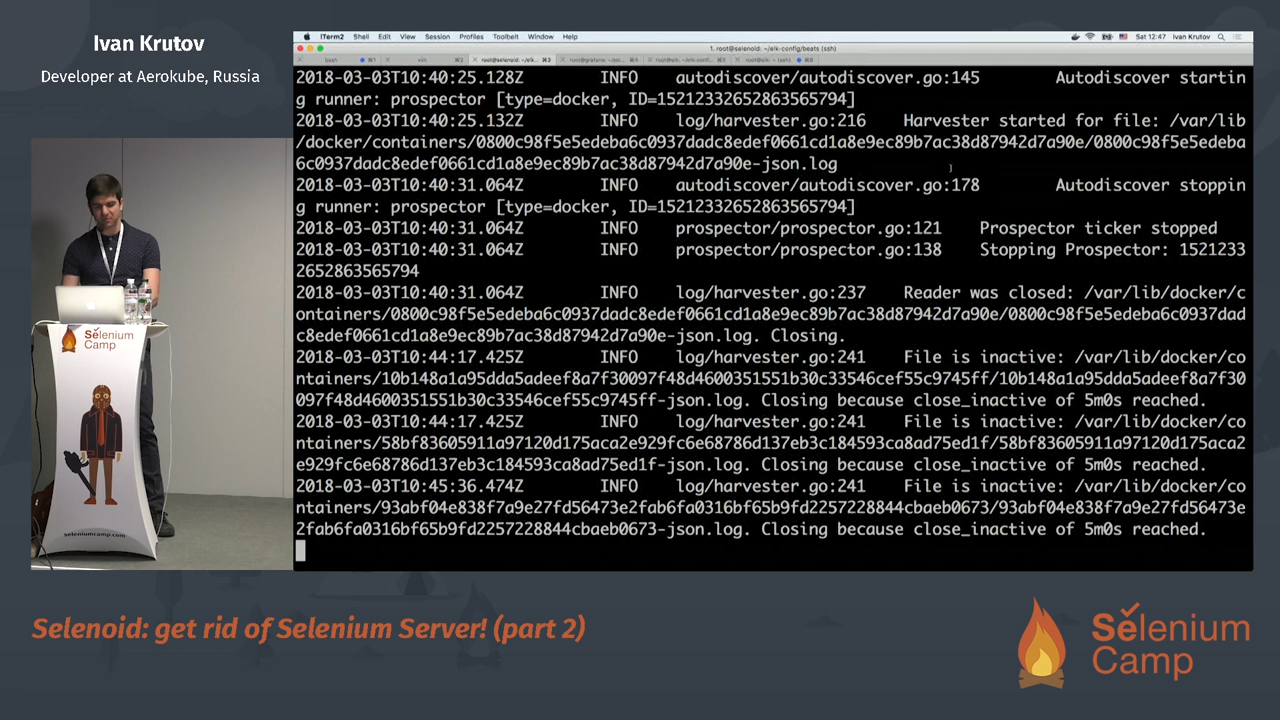 Ivan Krutov
Developer at Aerokube, Russia
iTerm2 Shell Edit View Session Profiles Toolbelt Window Help
Sat 12:47 Ivan Krutov
1. root@selenoid: ~/elk-config/beats (ssh)
2018-03-03T10:40:25.128Z INFO autodiscover/autodiscover.go:145 Autodiscover startin
g runner: prospector [type=docker, ID=15212332652863565794]
2018-03-03T10:40:25.132Z INFO log/harvester.go:216 Harvester started for file: /var/lib
/docker/containers/0800c98f5e5edeba6c0937dadc8edef0661cd1a8e9ec89b7ac38d87942d7a90e/0800c98f5e5edeba
6c0937dadc8edef0661cd1a8e9ec89b7ac38d87942d7a90e-json.log
2018-03-03T10:40:31.064Z INFO autodiscover/autodiscover.go:178 Autodiscover stoppin
g runner: prospector [type=docker, ID=15212332652863565794]
2018-03-03T10:40:31.064Z INFO prospector/prospector.go:121 Prospector ticker stopped
2018-03-03T10:40:31.064Z INFO prospector/prospector.go:138 Stopping Prospector: 1521233
2652863565794
2018-03-03T10:40:31.064Z INFO log/harvester.go:237 Reader was closed: /var/lib/docker/c
ontainers/0800c98f5e5edeba6c0937dadc8edef0661cd1a8e9ec89b7ac38d87942d7a90e/0800c98f5e5edeba6c0937dad
c8edef0661cd1a8e9ec89b7ac38d87942d7a90e-json.log. Closing.
2018-03-03T10:44:17.425Z INFO log/harvester.go:241 File is inactive: /var/lib/docker/co
ntainers/10b148a1a95dda5adeef8a7f30097f48d4600351551b30c33546cef55c9745ff/10b148a1a95dda5adeef8a7f30
097f48d4600351551b30c33546cef55c9745ff-json.log. Closing because close_inactive of 5m0s reached.
2018-03-03T10:44:17.425Z INFO log/harvester.go:241 File is inactive: /var/lib/docker/co
ntainers/58bf83605911a97120d175aca2e929fc6e68786d137eb3c184593ca8ad75ed1f/58bf83605911a97120d175aca2
e929fc6e68786d137eb3c184593ca8ad75ed1f-json.log. Closing because close_inactive of 5m0s reached.
2018-03-03T10:45:36.474Z INFO log/harvester.go:241 File is inactive: /var/lib/docker/co
ntainers/93abf04e838f7a9e27fd56473e2fab6fa0316bf65b9fd2257228844cbaeb0673/93abf04e838f7a9e27fd56473e
2fab6fa0316bf65b9fd2257228844cbaeb0673-json.log. Closing because close_inactive of 5m0s reached.
Selenium
Camp
seleniumcamp.com
Selenoid: get rid of Selenium Server! (part 2)
Selenium
Camp